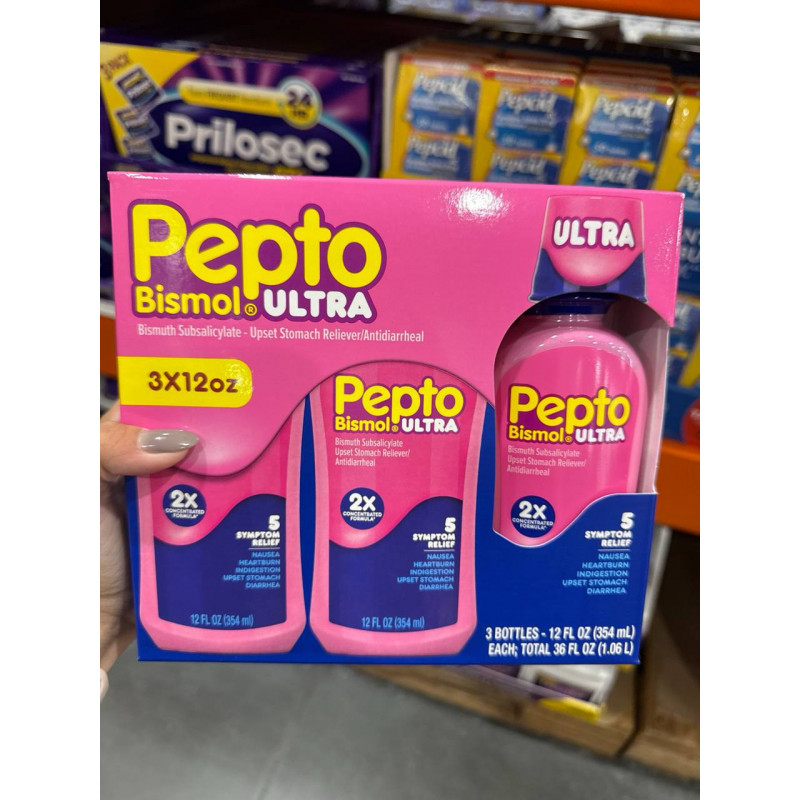 3 PACK
24
Prilosec
Pepcid
Pepcid
Pepcid
Pepcid
Pepcid
Pepcid
Pepto
Bismol® ULTRA
Bismuth Subsalicylate - Upset Stomach Reliever/Antidiarrheal
3X12oz
ULTRA
2X
CONCENTRATED
FORMULA*
5
SYMPTOM
RELIEF
NAUSEA
HEARTBURN
INDIGESTION
UPSET STOMACH
DIARRHEA
12 FL OZ (354 ml)
Pepto
Bismol® ULTRA
Bismuth Subsalicylate
Upset Stomach Reliever/
Antidiarrheal
2X
CONCENTRATED
FORMULA*
5
SYMPTOM
RELIEF
NAUSEA
HEARTBURN
INDIGESTION
UPSET STOMACH
DIARRHEA
12 FL OZ (354 ml)
Pepto
Bismol® ULTRA
Bismuth Subsalicylate
Upset Stomach Reliever/
Antidiarrheal
2X
CONCENTRATED
FORMULA*
5
SYMPTOM
RELIEF
NAUSEA
HEARTBURN
INDIGESTION
UPSET STOMACH
DIARRHEA
3 BOTTLES - 12 FL OZ (354 mL)
EACH; TOTAL 36 FL OZ (1.06 L)